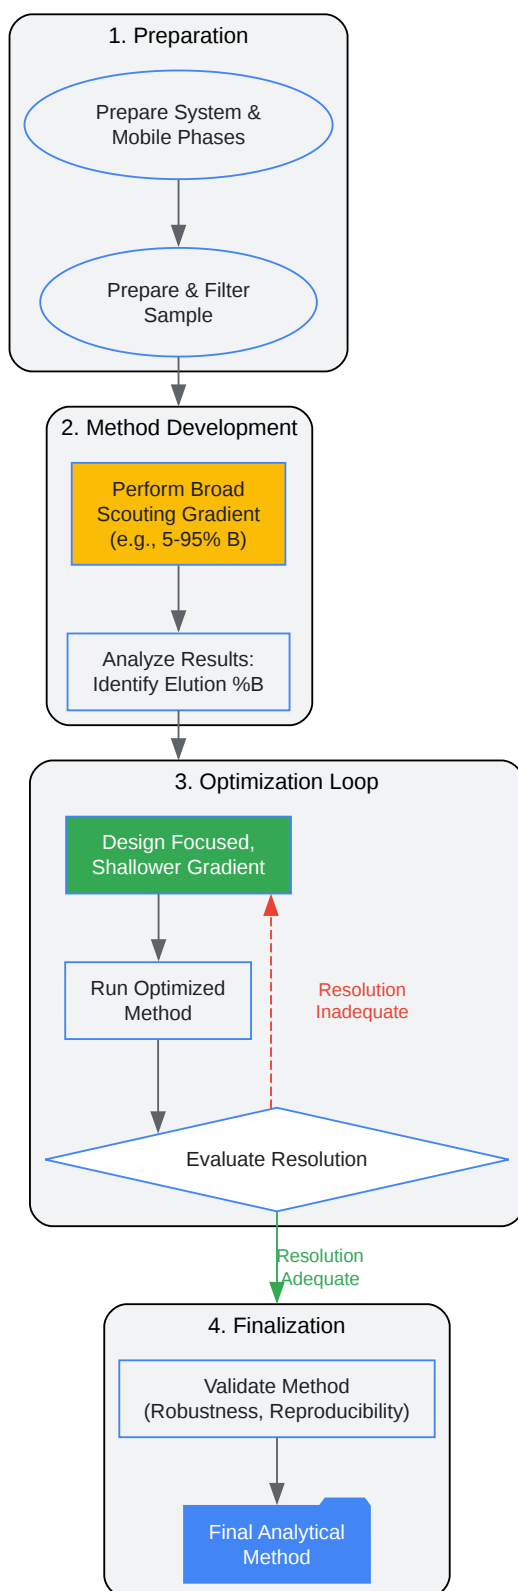 1. Preparation
Prepare System &
Mobile Phases
Prepare & Filter
Sample
2. Method Development
Perform Broad
Scouting Gradient
(e.g., 5-95% B)
Analyze Results:
Identify Elution %B
3. Optimization Loop
Design Focused,
Shallower Gradient
Run Optimized
Method
Resolution
Inadequate
Evaluate Resolution
Resolution
Adequate
4. Finalization
Validate Method
(Robustness, Reproducibility)
Final Analytical
Method